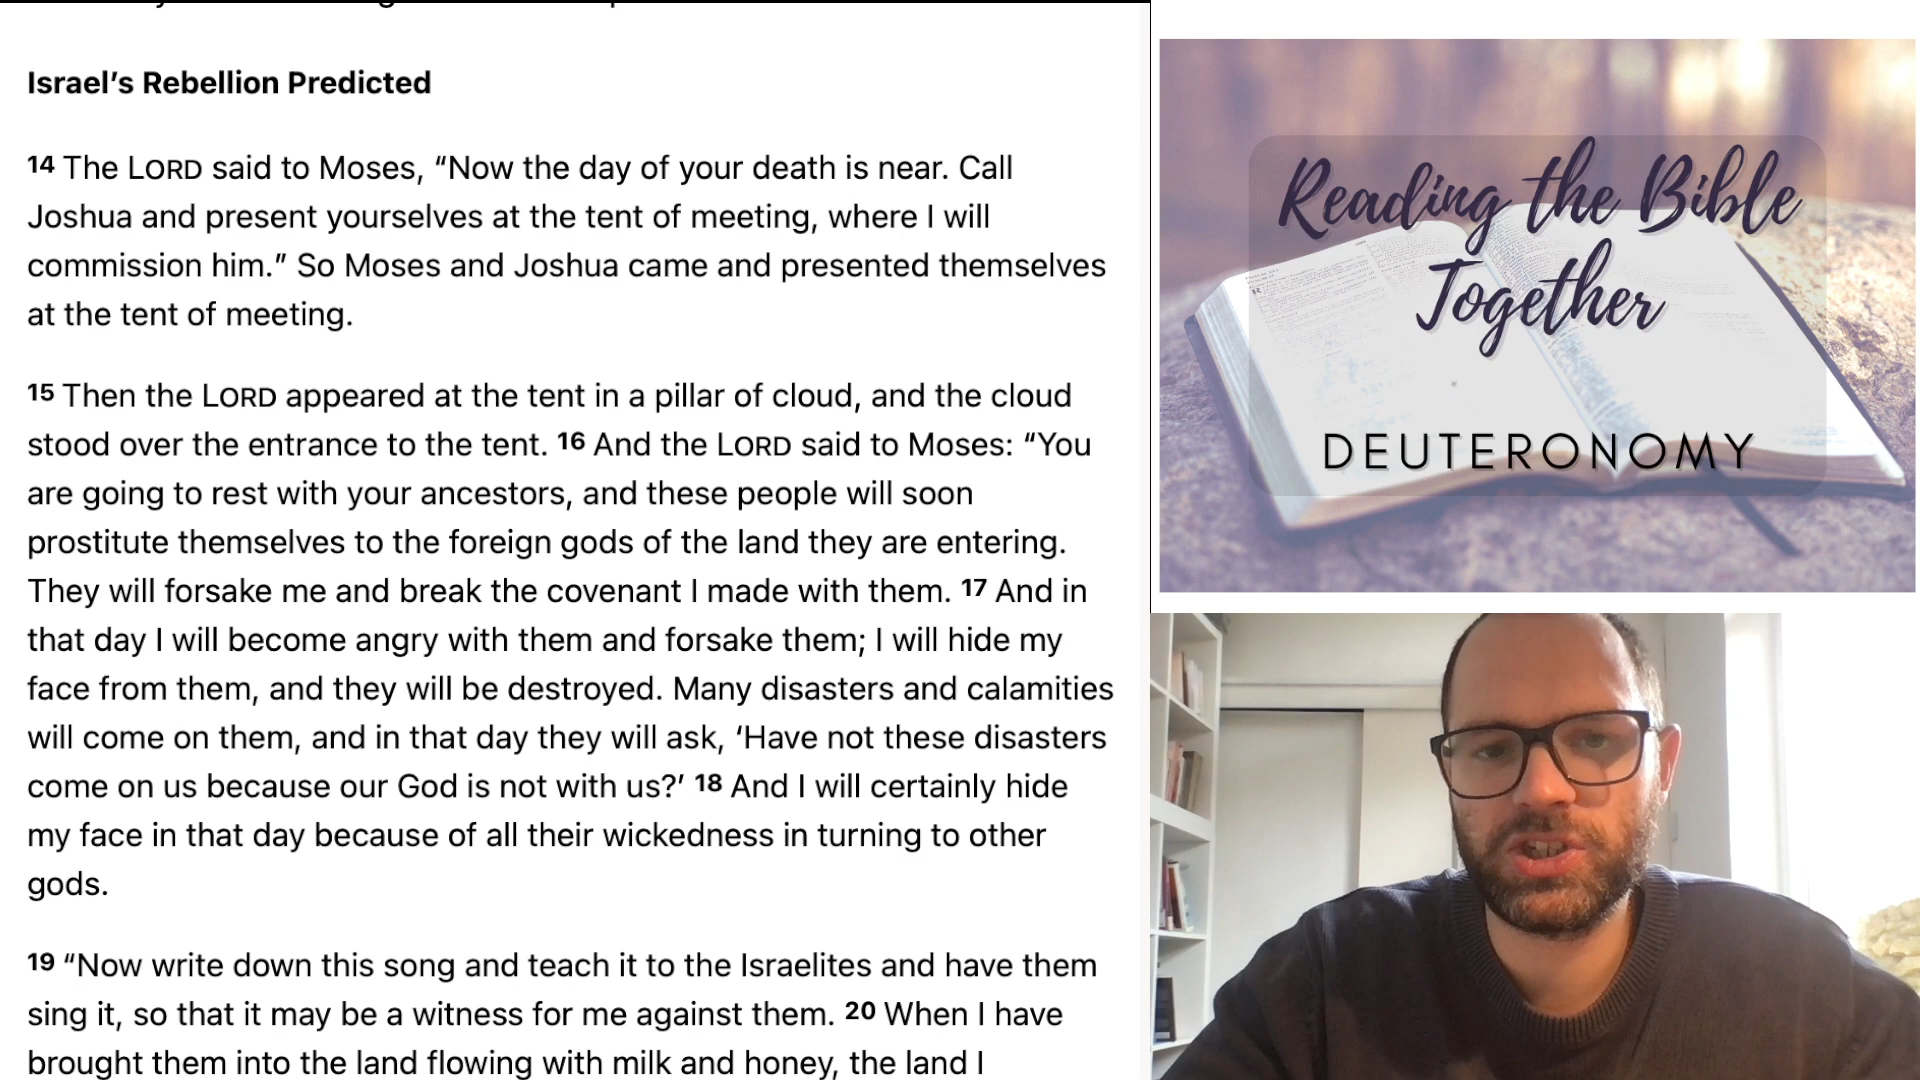 Israel’s Rebellion Predicted
14 The LORD said to Moses, “Now the day of your death is near. Call
Joshua and present yourselves at the tent of meeting, where I will
commission him.” So Moses and Joshua came and presented themselves
at the tent of meeting.
15 Then the LORD appeared at the tent in a pillar of cloud, and the cloud
stood over the entrance to the tent. 16 And the LORD said to Moses: “You
are going to rest with your ancestors, and these people will soon
prostitute themselves to the foreign gods of the land they are entering.
They will forsake me and break the covenant I made with them. 17 And in
that day I will become angry with them and forsake them; I will hide my
face from them, and they will be destroyed. Many disasters and calamities
will come on them, and in that day they will ask, ‘Have not these disasters
come on us because our God is not with us?’ 18 And I will certainly hide
my face in that day because of all their wickedness in turning to other
gods.
19 “Now write down this song and teach it to the Israelites and have them
sing it, so that it may be a witness for me against them. 20 When I have
brought them into the land flowing with milk and honey, the land I
Reading the Bible
Together
DEUTERONOMY